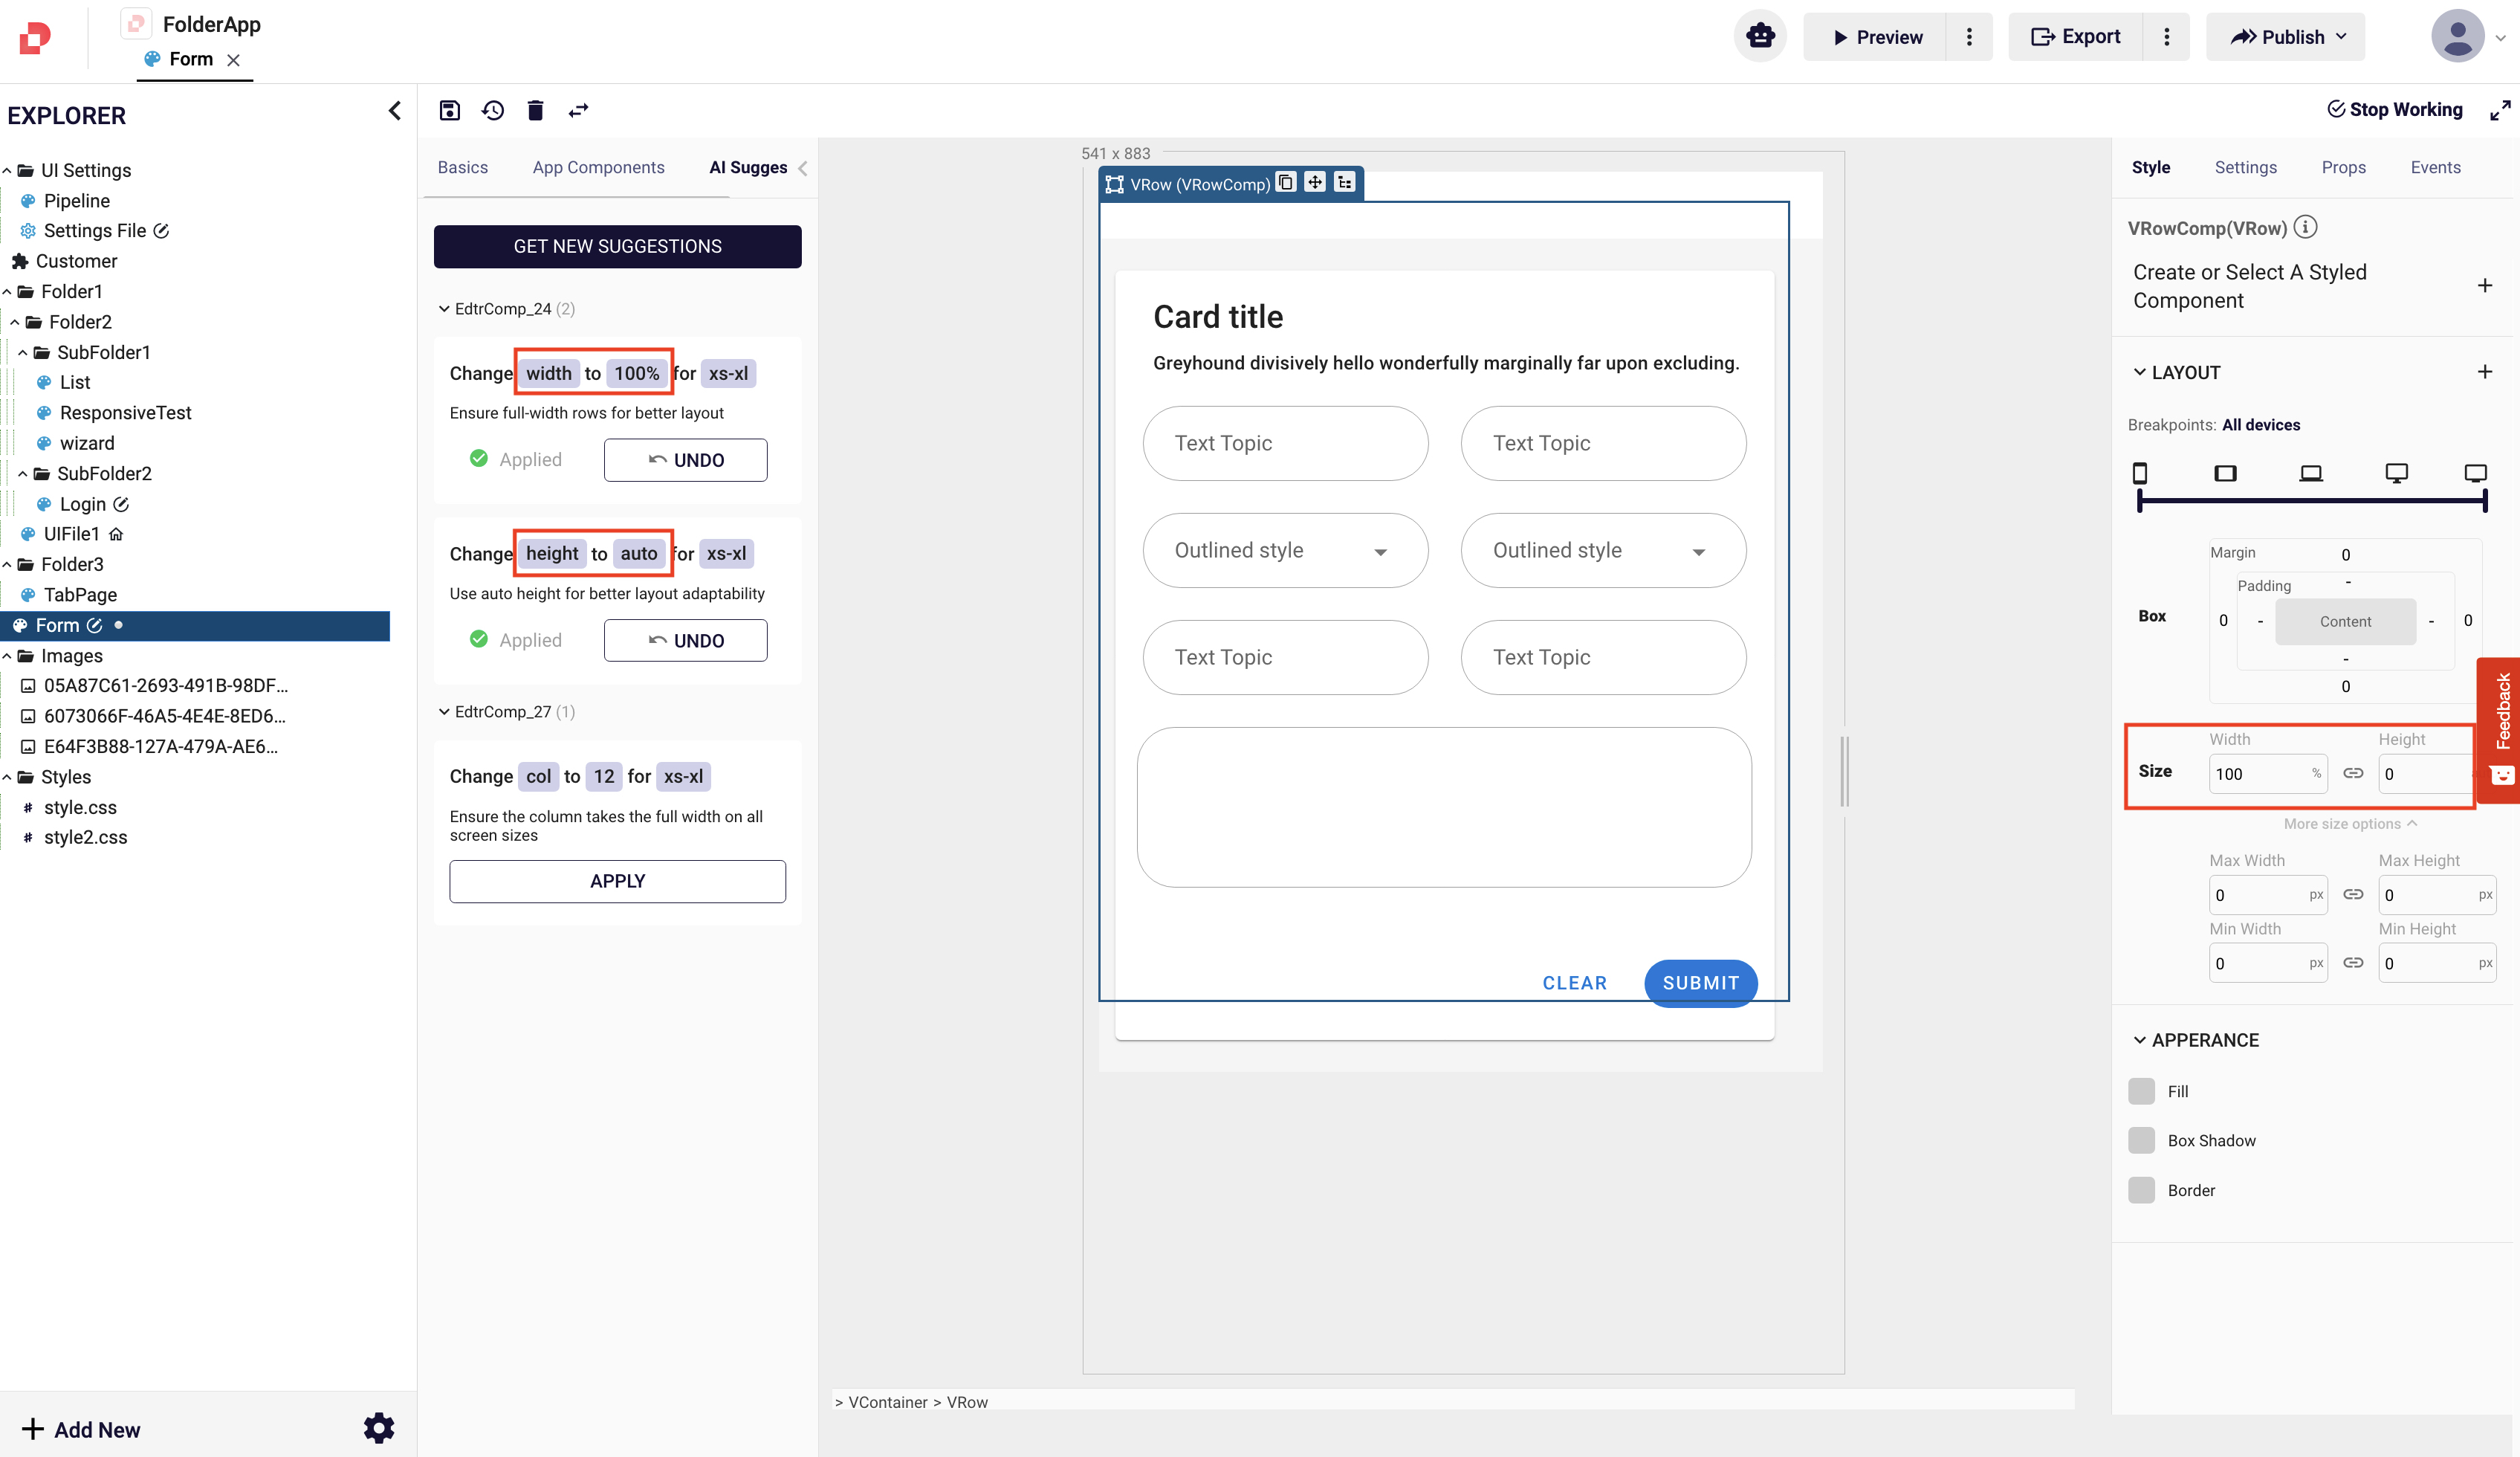 FolderApp
Form
Preview
Export
Publish
EXPLORER
UI Settings
Pipeline
Settings File
Customer
Folder1
Folder2
SubFolder1
List
ResponsiveTest
wizard
SubFolder2
Login
UIFile1
Folder3
TabPage
Form
Images
05A87C61-2693-491B-98DF...
6073066F-46A5-4E4E-8ED6...
E64F3B88-127A-479A-AE6...
Styles
# style.css
# style2.css
+ Add New
Stop Working
Basics App Components AI Sugges
GET NEW SUGGESTIONS
EdtrComp_24 (2)
Change width to 100% for xs-xl
Ensure full-width rows for better layout
Applied UNDO
Change height to auto for xs-xl
Use auto height for better layout adaptability
Applied UNDO
EdtrComp_27 (1)
Change col to 12 for xs-xl
Ensure the column takes the full width on all
screen sizes
APPLY
541 x 883
VRow (VRowComp)
Card title
Greyhound divisively hello wonderfully marginally far upon excluding.
Text Topic Text Topic
Outlined style Outlined style
Text Topic Text Topic
CLEAR SUBMIT
> VContainer > VRow
Style Settings Props Events
VRowComp(VRow)
Create or Select A Styled
Component
+
LAYOUT +
Breakpoints: All devices
Margin 0
Padding -
Box 0 - Content - 0
-
0
Width Height
Size 100 % 0
More size options
Max Width Max Height
0 px 0 px
Min Width Min Height
0 px 0 px
APPERANCE
Fill
Box Shadow
Border
Feedback